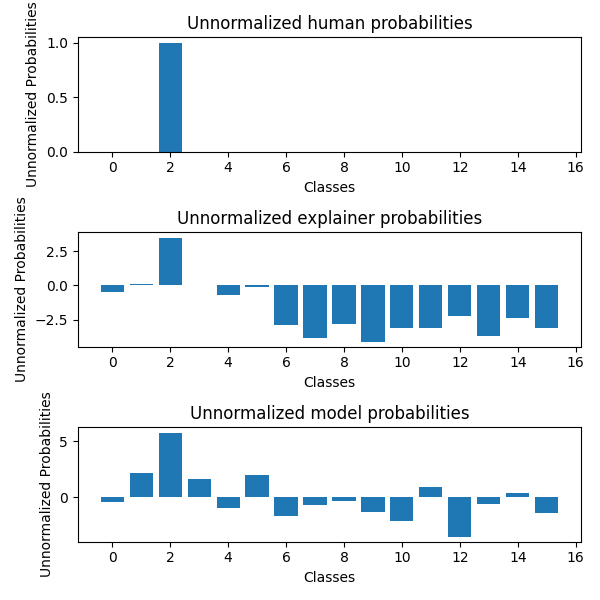 Unnormalized human probabilities
Unnormalized Probabilities
1.0
0.5
0.0
0 2 4 6 8 10 12 14 16
Classes
Unnormalized explainer probabilities
Unnormalized Probabilities
2.5
0.0
−2.5
0 2 4 6 8 10 12 14 16
Classes
Unnormalized model probabilities
Unnormalized Probabilities
5
0
0 2 4 6 8 10 12 14 16
Classes